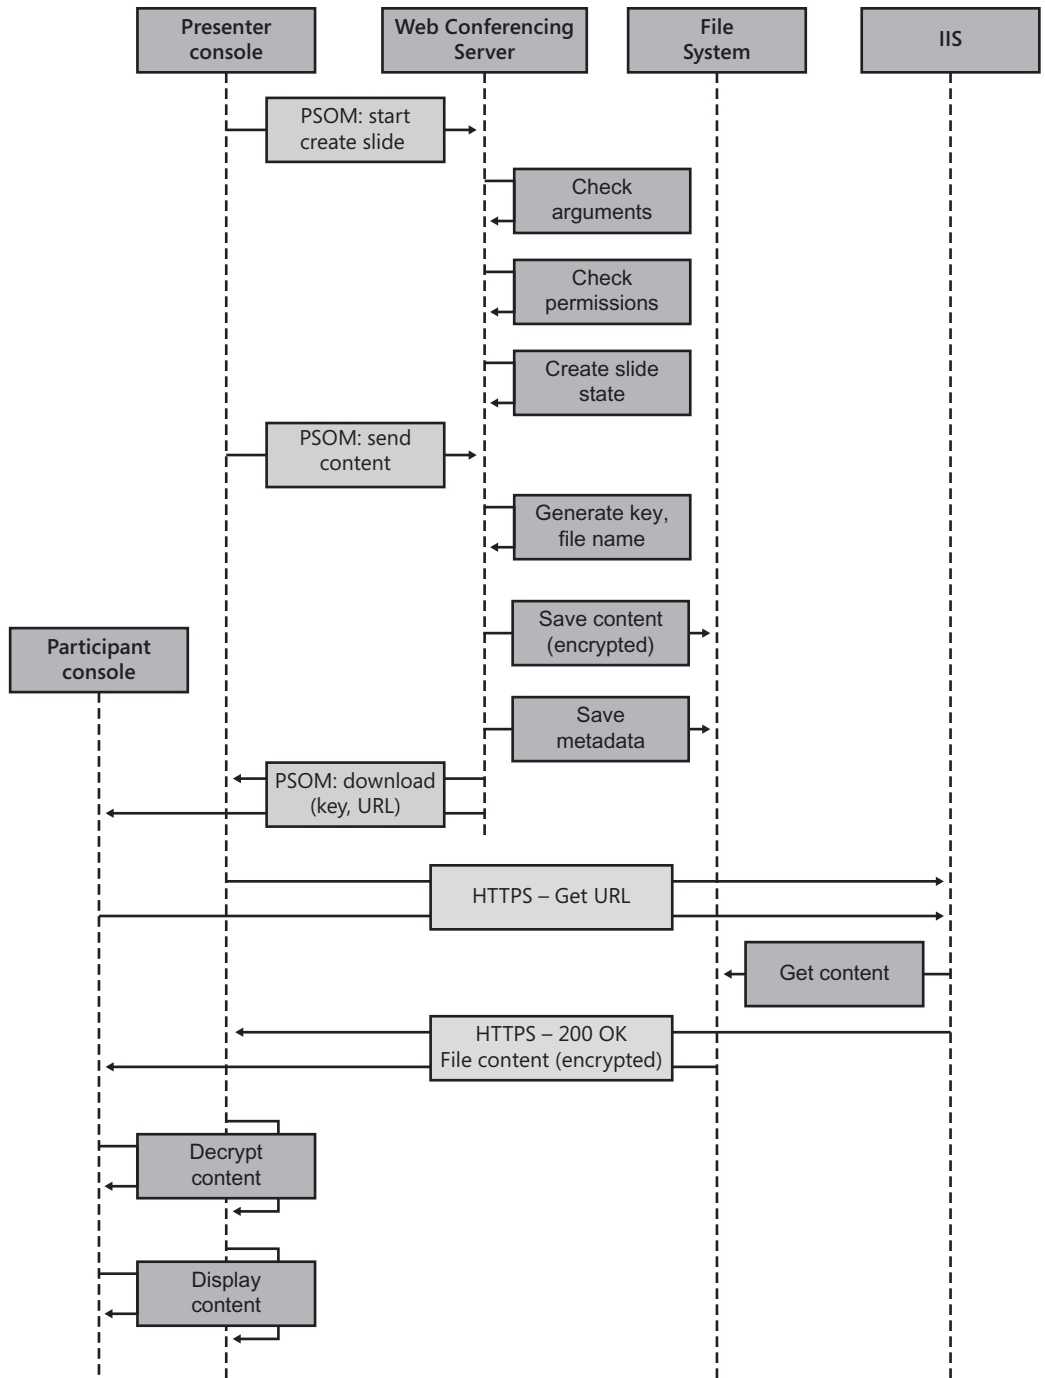 Presenter
console
Web Conferencing
Server
File
System
IIS
PSOM: start
create slide
Check
arguments
Check
permissions
Create slide
state
PSOM: send
content
Generate key,
file name
Save content
(encrypted)
Participant
console
Save
metadata
PSOM: download
(key, URL)
HTTPS – Get URL
Get content
HTTPS – 200 OK
File content (encrypted)
Decrypt
content
Display
content